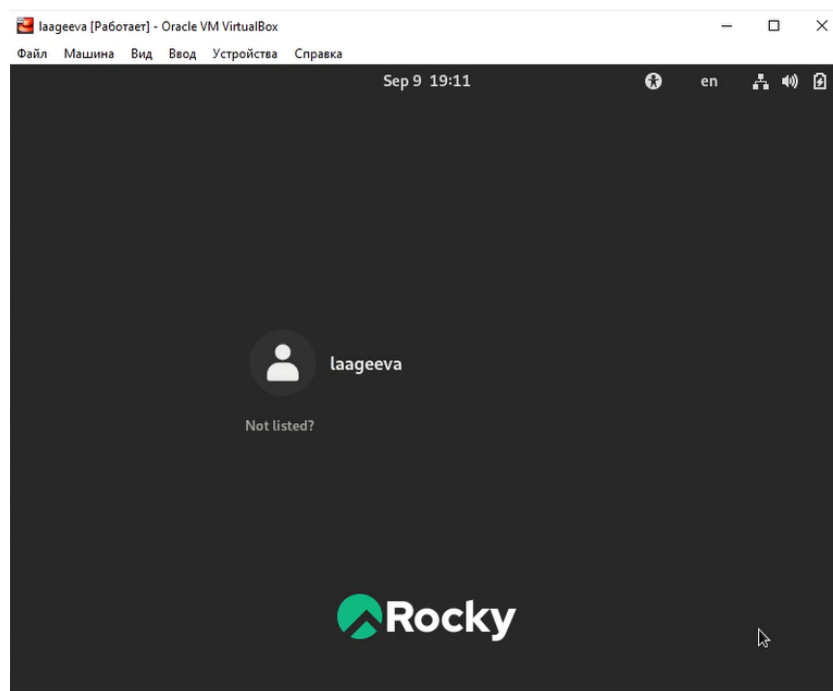 laageeva [Работает] - Oracle VM VirtualBox
Файл Машина Вид Ввод Устройства Справка
Sep 9 19:11 en
laageeva
Not listed?
Rocky